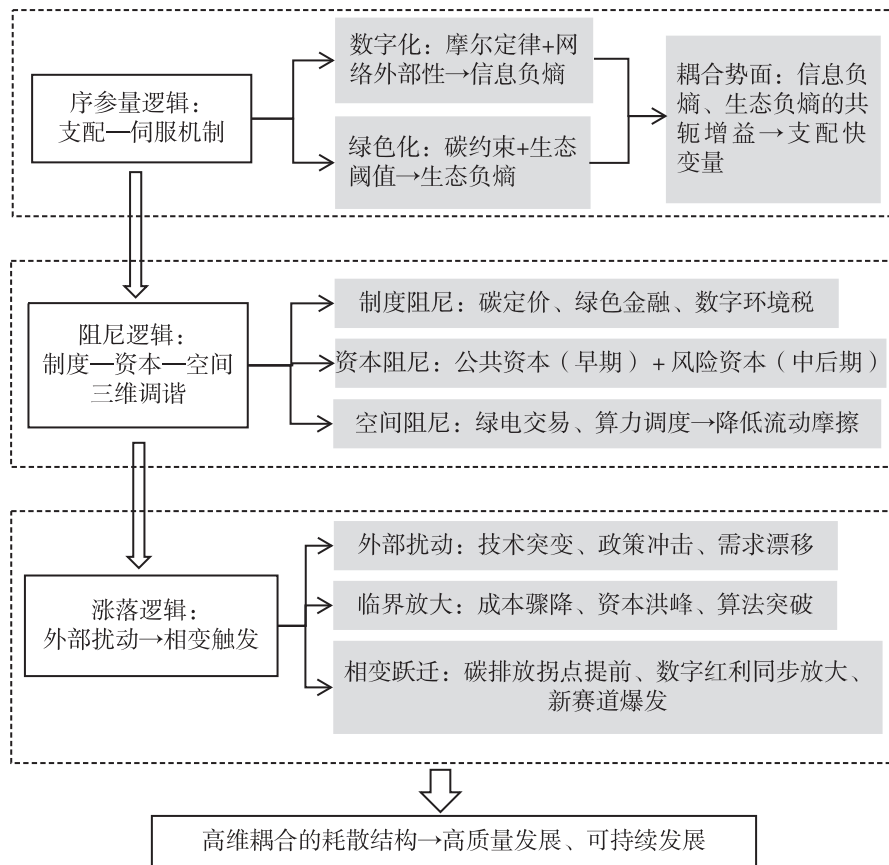 序参量逻辑：
支配—伺服机制
数字化：摩尔定律+网
络外部性→信息负熵
绿色化：碳约束+生态
阈值→生态负熵
耦合势面：信息负
熵、生态负熵的共
轭增益→支配快
变量
阻尼逻辑：
制度—资本—空间
三维调谐
制度阻尼：碳定价、绿色金融、数字环境税
资本阻尼：公共资本（早期）+风险资本（中后期）
空间阻尼：绿电交易、算力调度→降低流动摩擦
涨落逻辑：
外部扰动→相变触发
外部扰动：技术突变、政策冲击、需求漂移
临界放大：成本骤降、资本洪峰、算法突破
相变跃迁：碳排放拐点提前、数字红利同步放大、
新赛道爆发
高维耦合的耗散结构→高质量发展、可持续发展